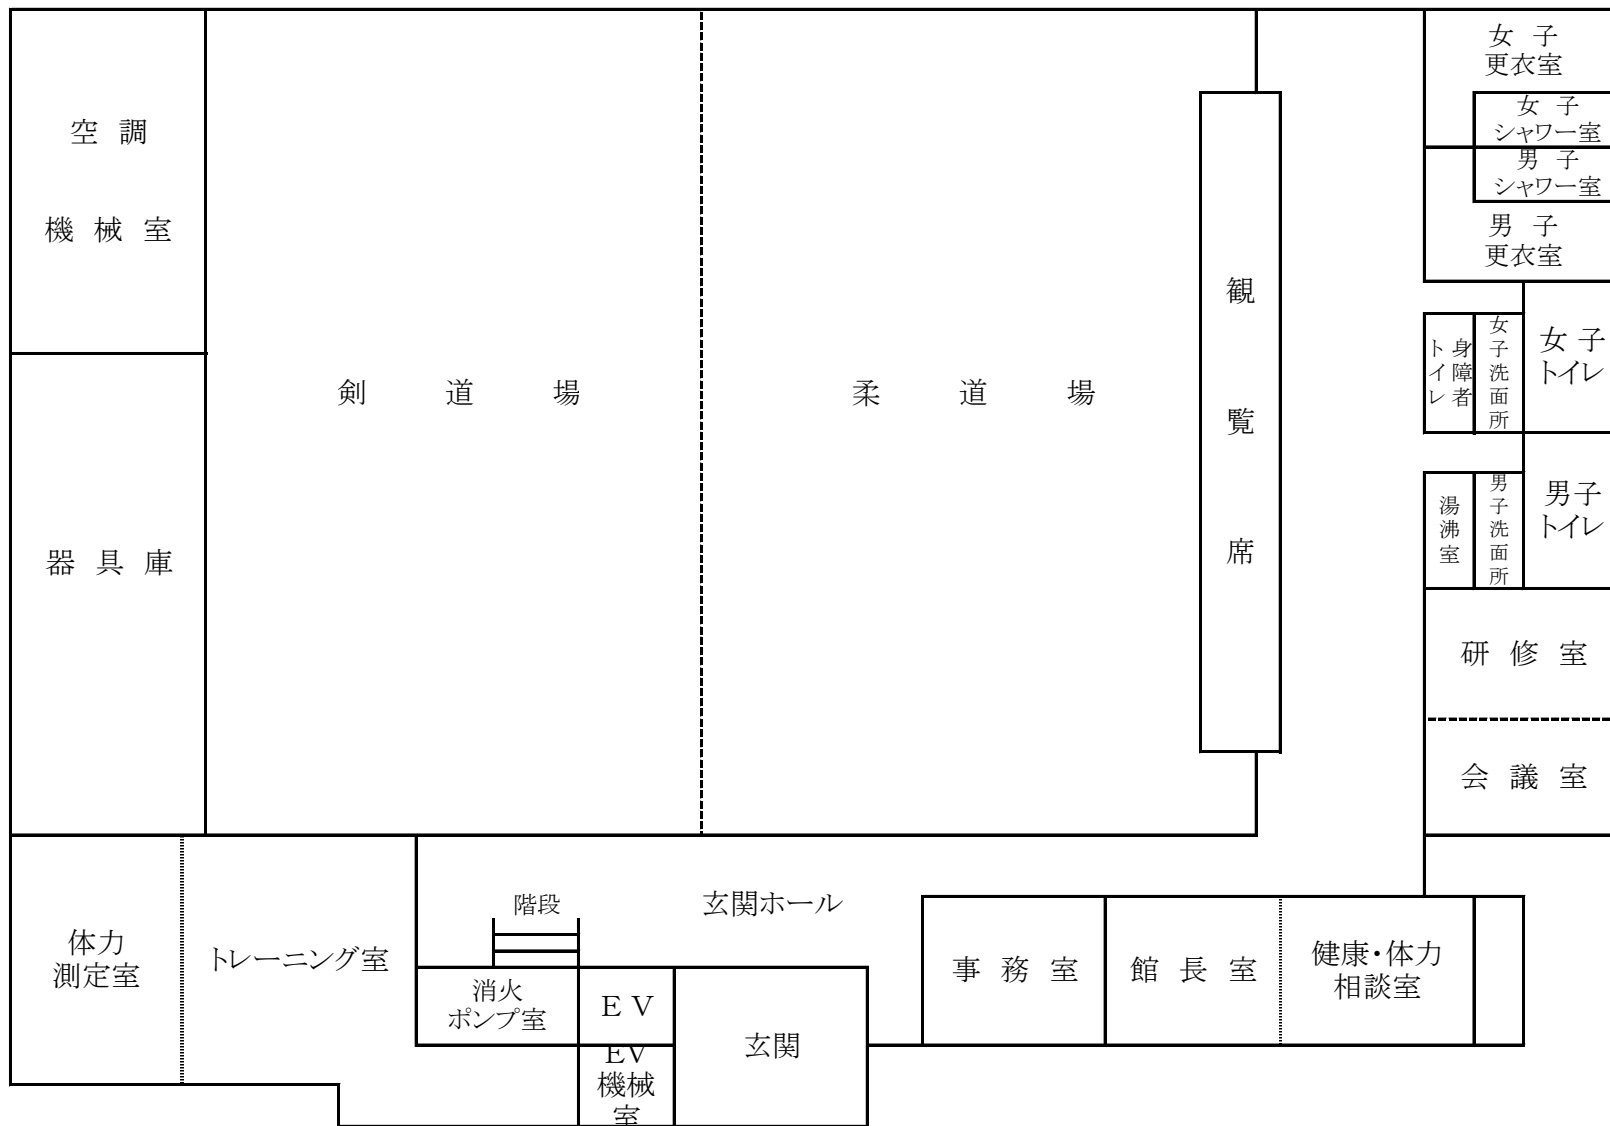 空調
機械室
器具庫
剣道場
柔道場
観覧席
女子
更衣室
女子
シャワー室
男子
シャワー室
男子
更衣室
身障者
トイレ
女子洗面所
女子
トイレ
湯沸室
男子洗面所
男子
トイレ
研修室
会議室
体力
測定室
トレーニング室
階段
玄関ホール
消火
ポンプ室
EV
EV
機械
室
玄関
事務室
館長室
健康・体力
相談室